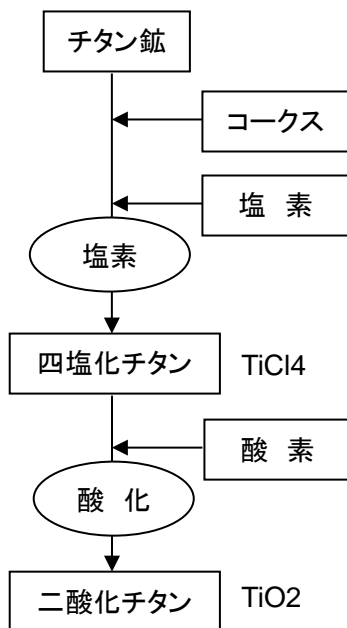 チタン鉱
コークス
塩 素
塩素
四塩化チタン TiCl4
酸 素
酸 化
二酸化チタン TiO2